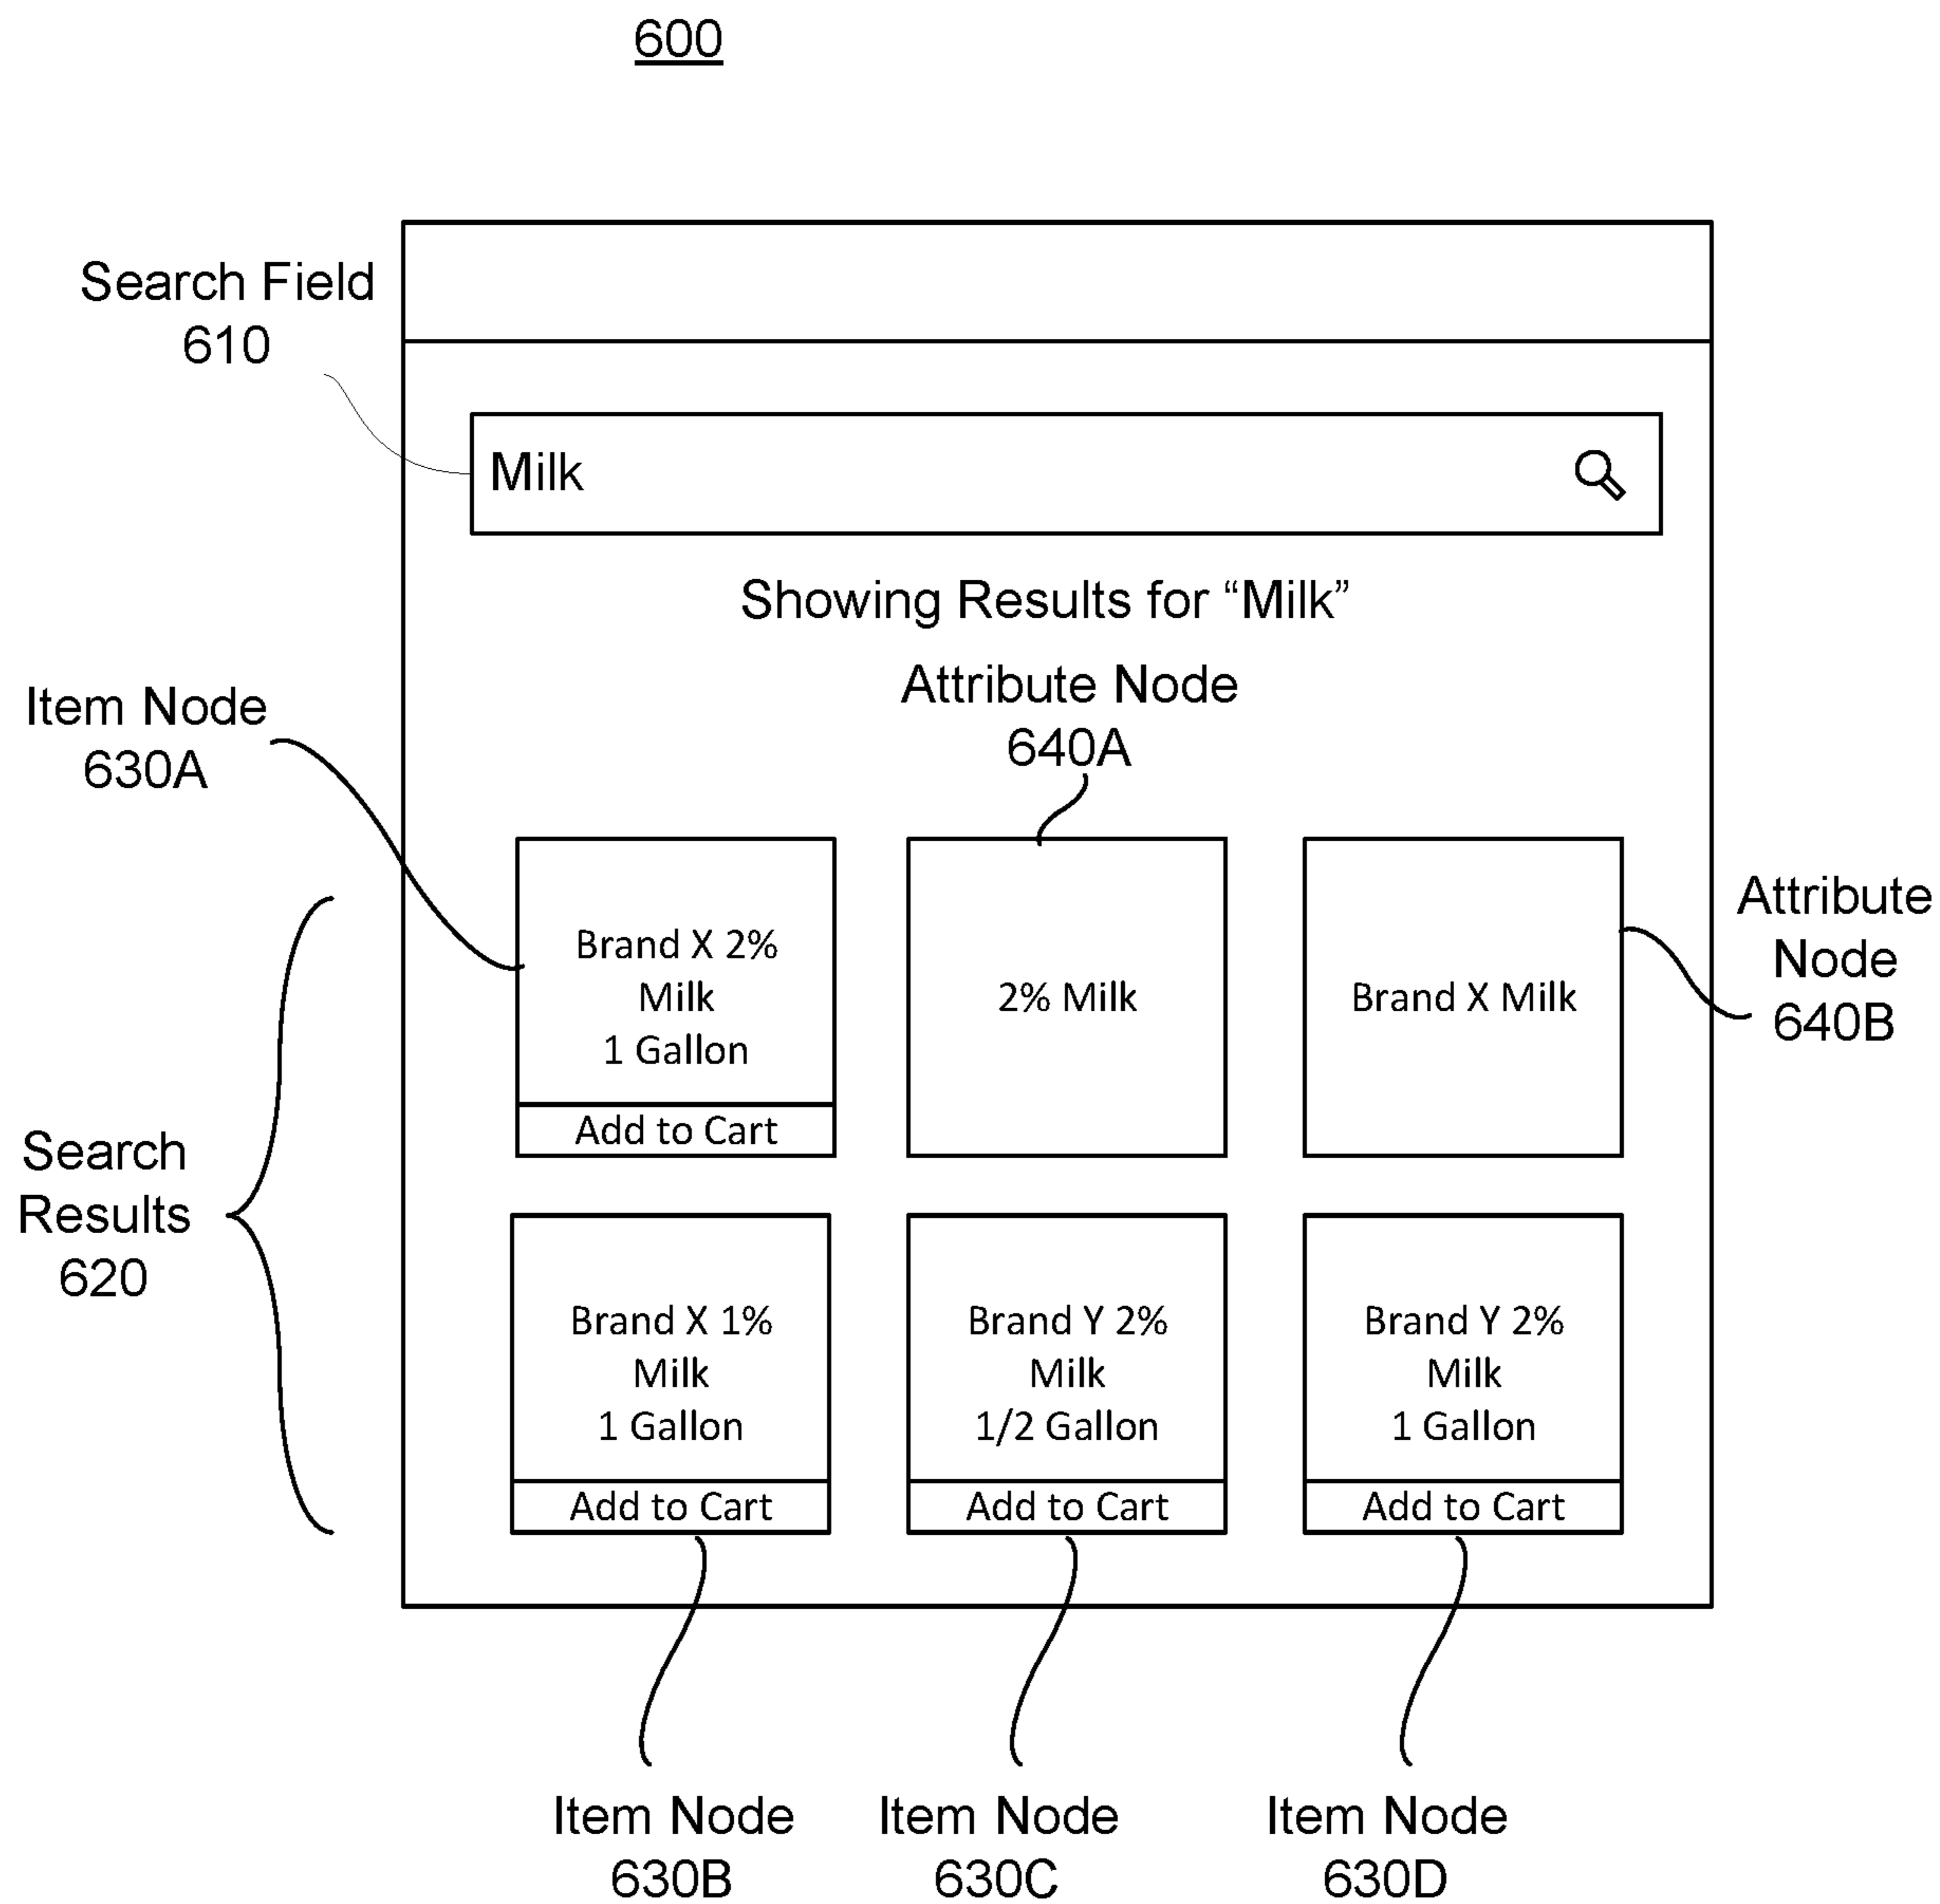 600
Search Field
610
Milk
Showing Results for “Milk”
Attribute Node
640A
Item Node
630A
Brand X 2%
Milk
1 Gallon
Add to Cart
2% Milk
Brand X Milk
Attribute
Node
640B
Search
Results
620
Brand X 1%
Milk
1 Gallon
Add to Cart
Brand Y 2%
Milk
1/2 Gallon
Add to Cart
Brand Y 2%
Milk
1 Gallon
Add to Cart
Item Node
630B
Item Node
630C
Item Node
630D